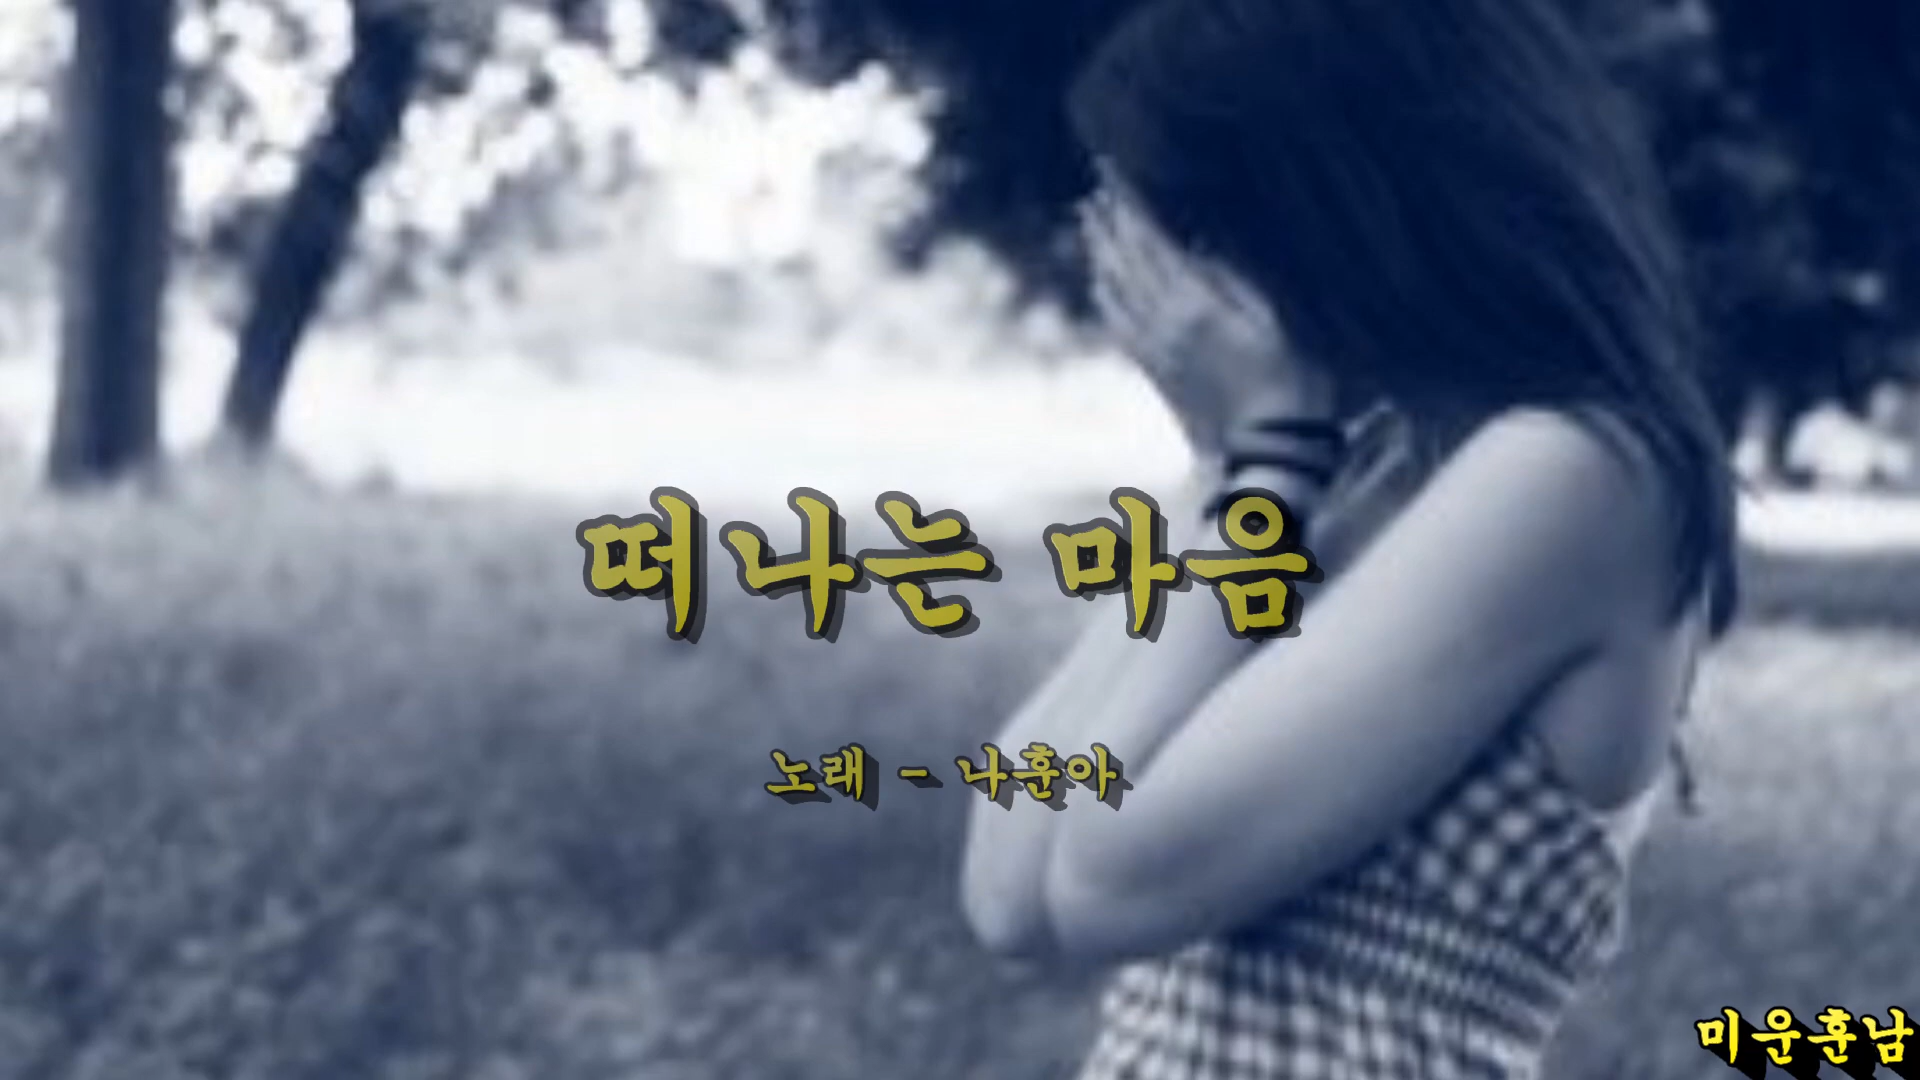 떠나는 마음
노래 - 나훈아
미운훈남